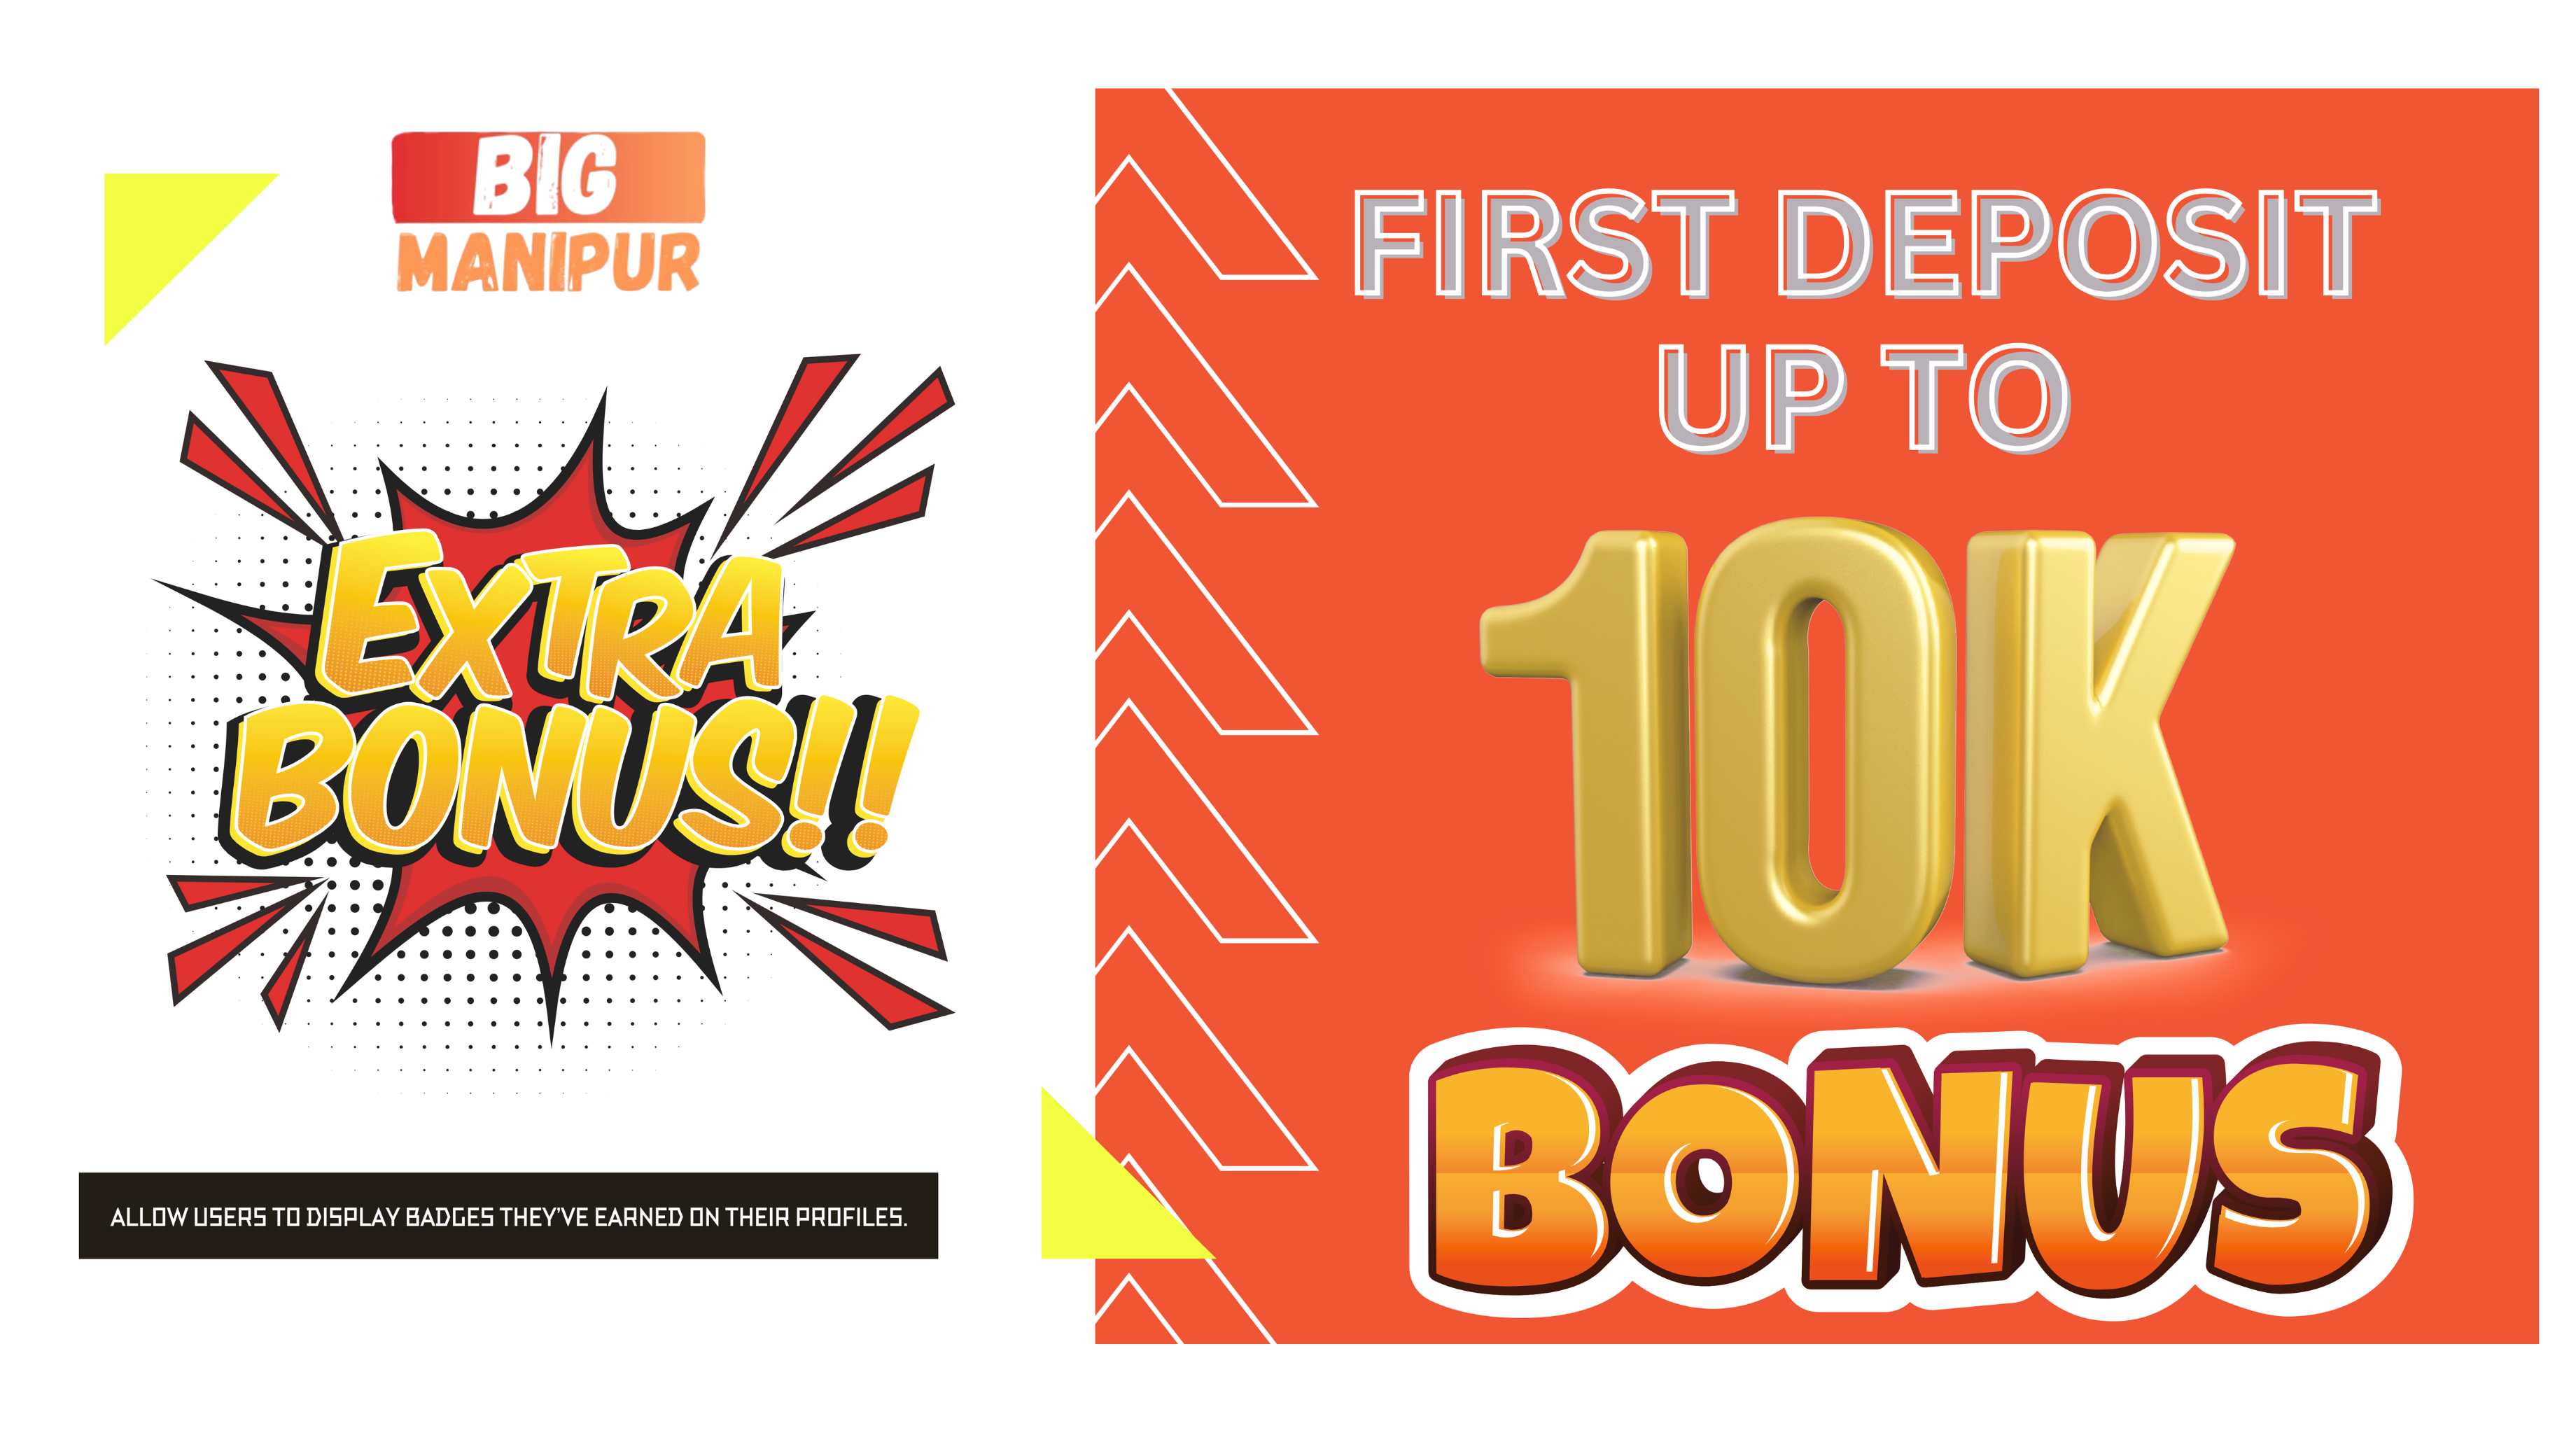 BIG
MANIPUR
EXTRA
BONUS!!
ALLOW USERS TO DISPLAY BADGES THEY'VE EARNED ON THEIR PROFILES.
FIRST DEPOSIT
UP TO
10K
BONUS